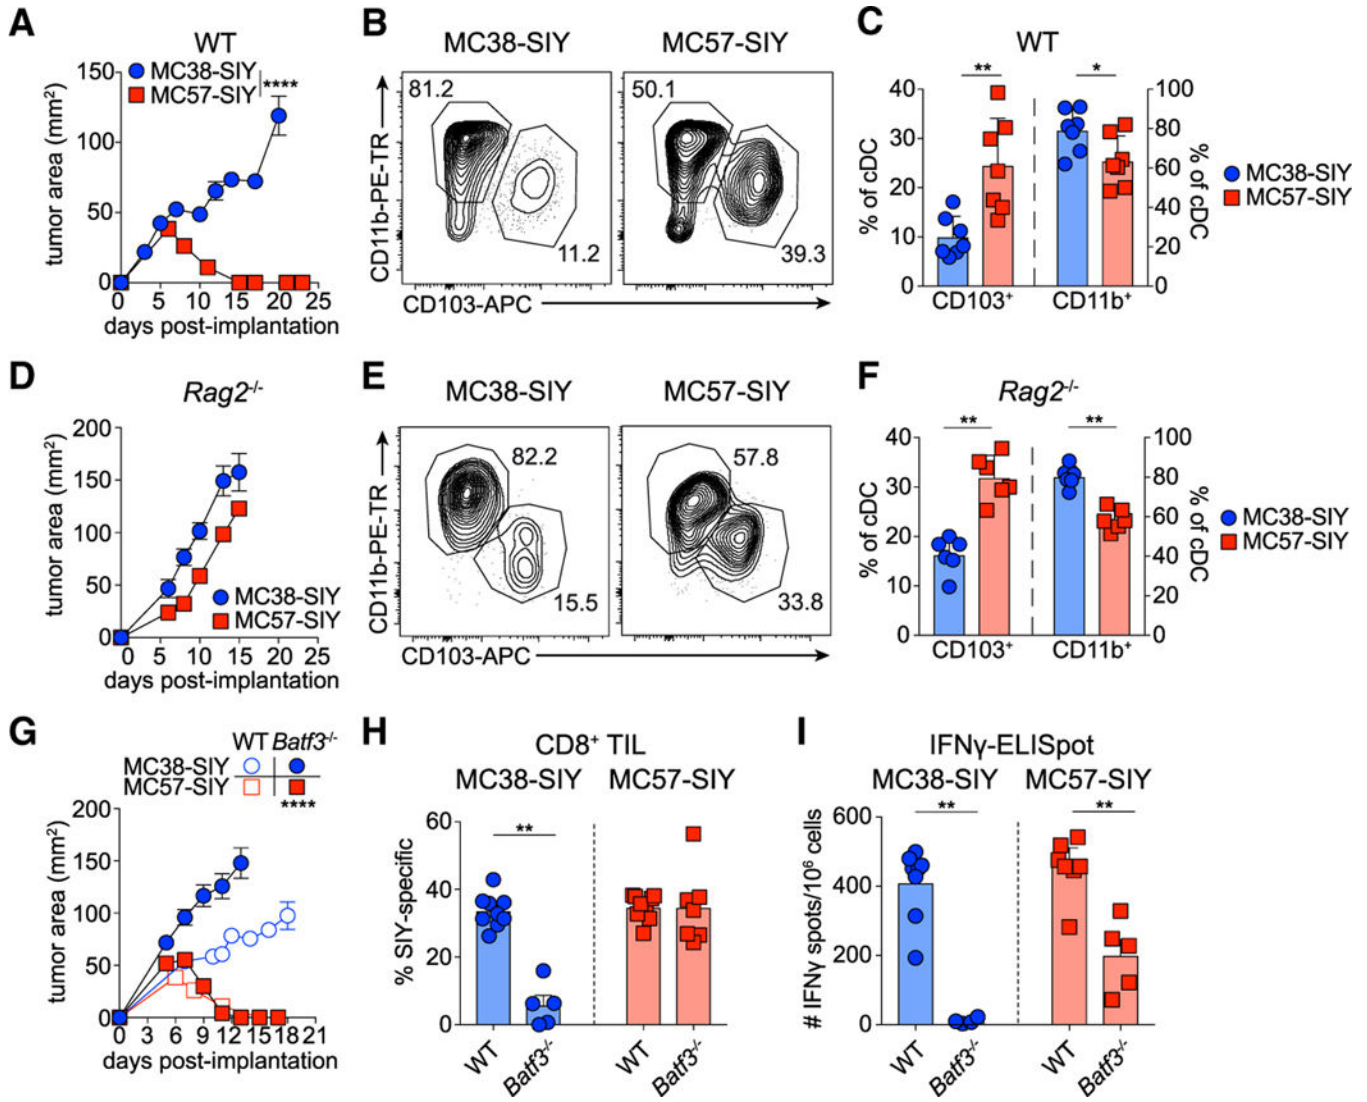 A
WT
MC38-SIY
MC57-SIY
****
150
100
50
0
tumor area (mm²)
0 5 10 15 20 25
days post-implantation
B
MC38-SIY MC57-SIY
81.2
11.2
50.1
39.3
CD11b-PE-TR
CD103-APC
C
WT
** *
40
30
20
10
0
% of cDC
100
80
60
40
20
0
% of cDC
CD103⁺ CD11b⁺
MC38-SIY
MC57-SIY
D
Rag2-/-
200
150
100
50
0
tumor area (mm²)
MC38-SIY
MC57-SIY
0 5 10 15 20 25
days post-implantation
E
MC38-SIY MC57-SIY
82.2
15.5
57.8
33.8
CD11b-PE-TR
CD103-APC
F
Rag2-/-
** **
40
30
20
10
0
% of cDC
100
80
60
40
20
0
% of cDC
CD103⁺ CD11b⁺
MC38-SIY
MC57-SIY
G
WT Batf3-/-
MC38-SIY
MC57-SIY
****
200
150
100
50
0
tumor area (mm²)
0 3 6 9 12 15 18 21
days post-implantation
H
CD8⁺ TIL
MC38-SIY MC57-SIY
**
60
40
20
0
% SIY-specific
WT Batf3-/- WT Batf3-/-
I
IFNγ-ELISpot
MC38-SIY MC57-SIY
** **
600
400
200
0
# IFNγ spots/10⁶ cells
WT Batf3-/- WT Batf3-/-